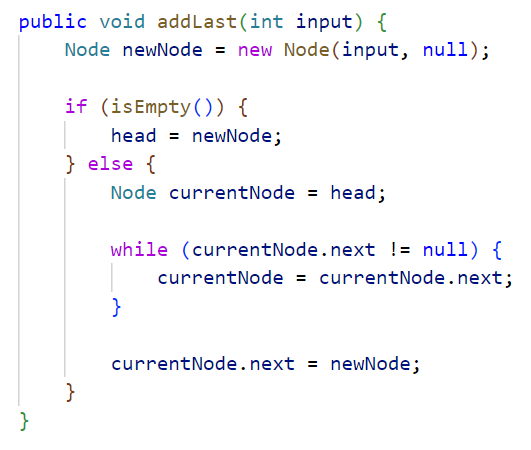 public void addLast(int input) {
    Node newNode = new Node(input, null);

    if (isEmpty()) {
        head = newNode;
    } else {
        Node currentNode = head;

        while (currentNode.next != null) {
            currentNode = currentNode.next;
        }

        currentNode.next = newNode;
    }
}